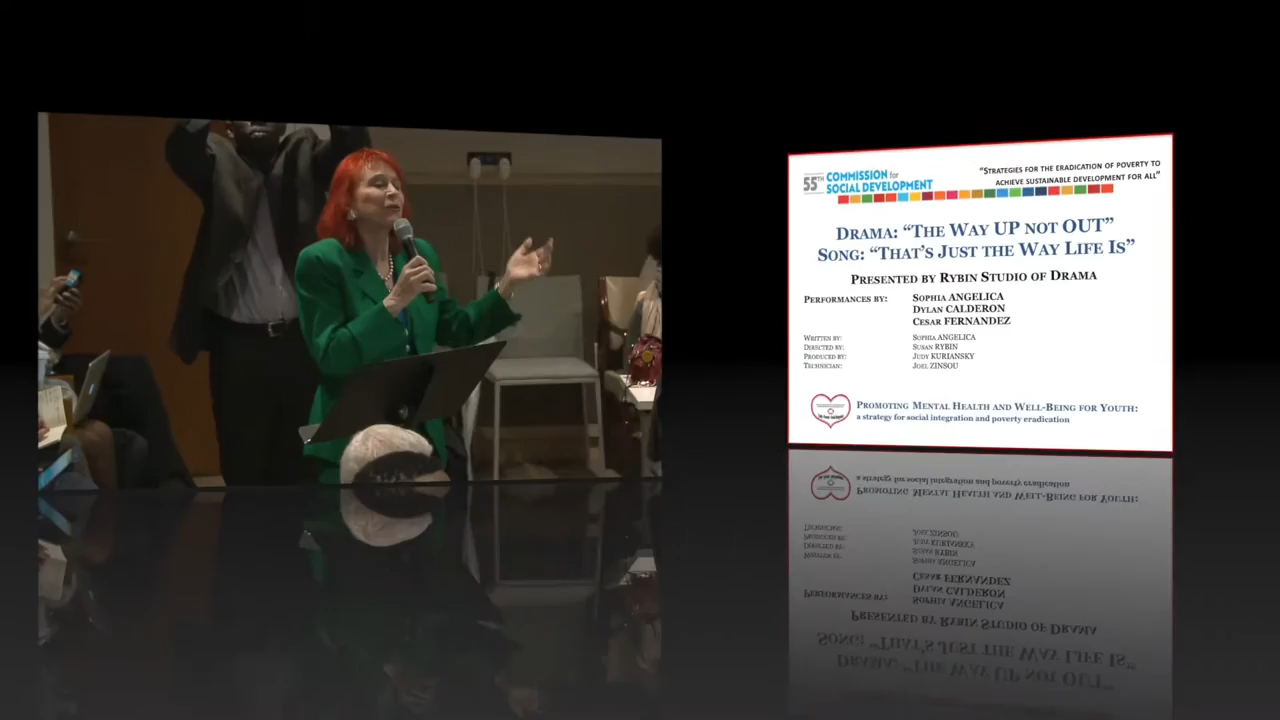 55TH COMMISSION for
SOCIAL DEVELOPMENT
"STRATEGIES FOR THE ERADICATION OF POVERTY TO
ACHIEVE SUSTAINABLE DEVELOPMENT FOR ALL"
DRAMA: "THE WAY UP NOT OUT"
SONG: "THAT'S JUST THE WAY LIFE IS"
PRESENTED BY RYBIN STUDIO OF DRAMA
PERFORMANCES BY: SOPHIA ANGELICA
DYLAN CALDERON
CESAR FERNANDEZ
WRITTEN BY: SOPHIA ANGELICA
DIRECTED BY: SUSAN RYBIN
PRODUCED BY: JUDY KURIANSKY
TECHNICIAN: JOEL ZINSOU
PROMOTING MENTAL HEALTH AND WELL-BEING FOR YOUTH:
a strategy for social integration and poverty eradication